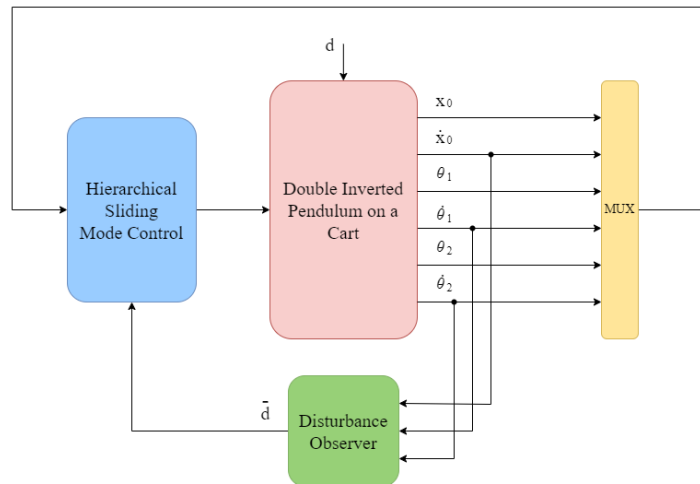 d
x₀
ẋ₀
θ₁
θ̇₁
θ₂
θ̇₂
Hierarchical
Sliding
Mode Control
Double Inverted
Pendulum on a
Cart
MUX
d̄
Disturbance
Observer